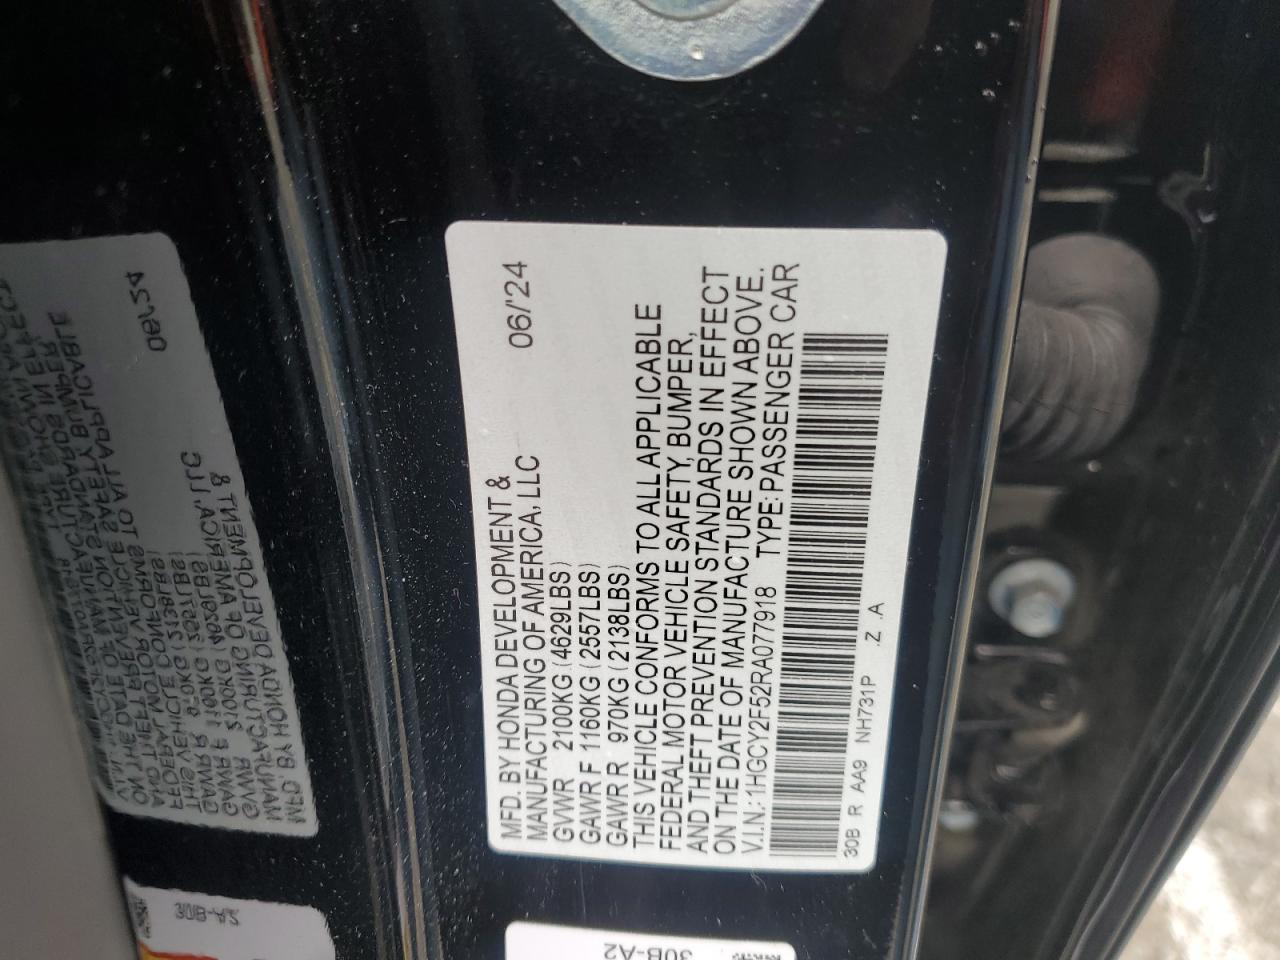 MFD. BY HONDA DEVELOPMENT &
MANUFACTURING OF AMERICA, LLC 06/'24
GVWR 2100KG (4629LBS)
GAWR F 1160KG (2557LBS)
GAWR R 970KG (2138LBS)
THIS VEHICLE CONFORMS TO ALL APPLICABLE
FEDERAL MOTOR VEHICLE SAFETY, BUMPER,
AND THEFT PREVENTION STANDARDS IN EFFECT
ON THE DATE OF MANUFACTURE SHOWN ABOVE.
V.I.N.: 1HGCY2F52RA077918 TYPE: PASSENGER CAR
30B R AA9 NH731P .Z .A
30B-A2